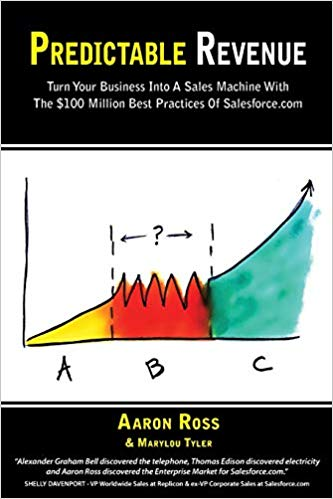 PREDICTABLE REVENUE
Turn Your Business Into A Sales Machine With
The $100 Million Best Practices Of Salesforce.com
?
A B C
AARON ROSS
& MARYLOU TYLER
"Alexander Graham Bell discovered the telephone, Thomas Edison discovered electricity
and Aaron Ross discovered the Enterprise Market for Salesforce.com."
SHELLY DAVENPORT - VP Worldwide Sales at Replicon & ex-VP Corporate Sales at Salesforce.com